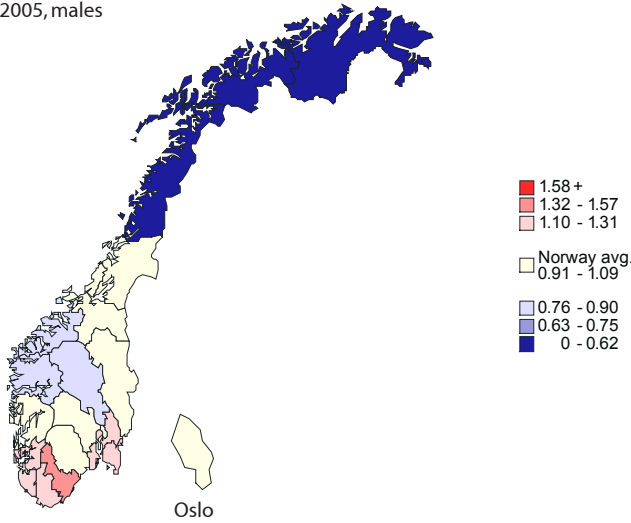 2005, males
1.58 +
1.32 - 1.57
1.10 - 1.31
Norway avg.
0.91 - 1.09
0.76 - 0.90
0.63 - 0.75
0 - 0.62
Oslo